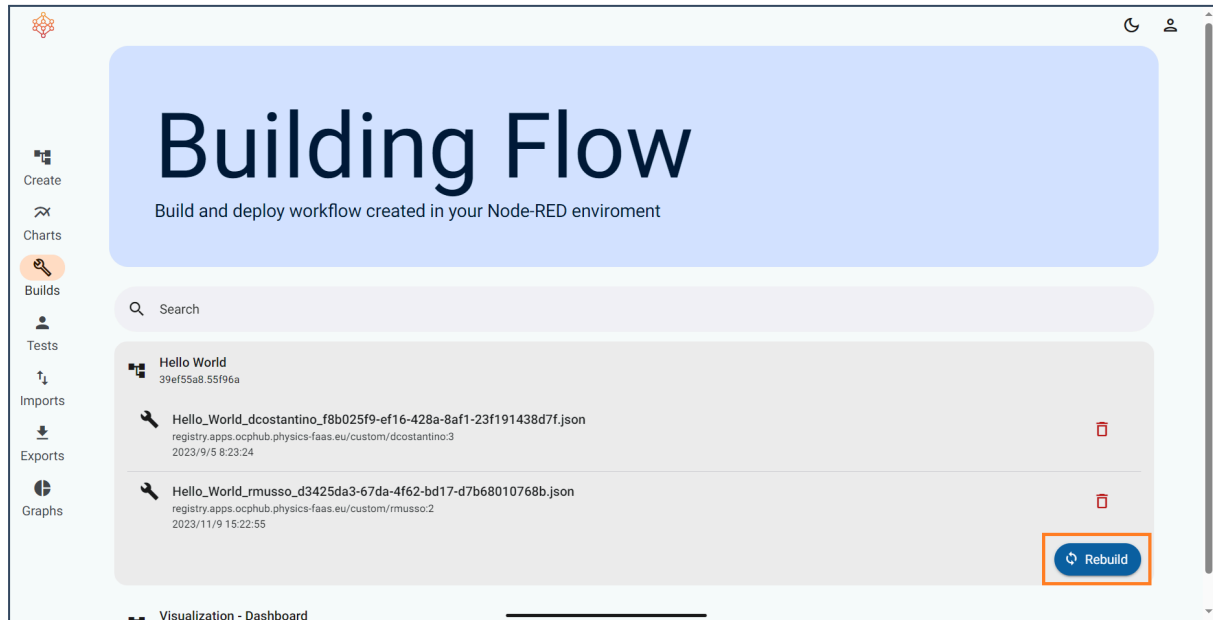 Building Flow
Build and deploy workflow created in your Node-RED enviroment
Create
Charts
Builds
Tests
Imports
Exports
Graphs
Search
Hello World
39ef55a8.55f96a
Hello_World_dcostantino_f8b025f9-ef16-428a-8af1-23f191438d7f.json
registry.apps.ocphub.physics-faas.eu/custom/dcostantino:3
2023/9/5 8:23:24
Hello_World_rmusso_d3425da3-67da-4f62-bd17-d7b68010768b.json
registry.apps.ocphub.physics-faas.eu/custom/rmusso:2
2023/11/9 15:22:55
Rebuild
Visualization - Dashboard